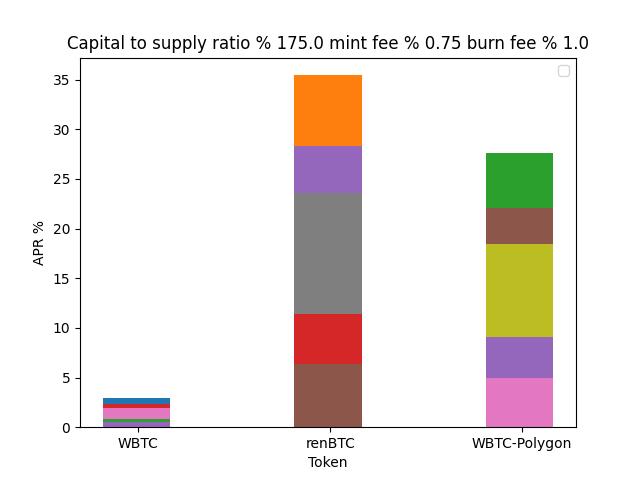 Capital to supply ratio % 175.0 mint fee % 0.75 burn fee % 1.0
35
30
25
20
15
10
5
0
APR %
WBTC renBTC WBTC-Polygon
Token